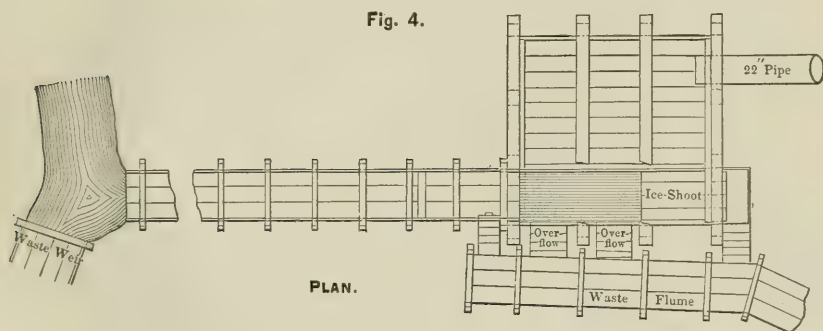 Fig. 4.
22" Pipe
Ice-Shoot
Over-
flow
Over-
flow
Waste Weir
PLAN.
Waste Flume